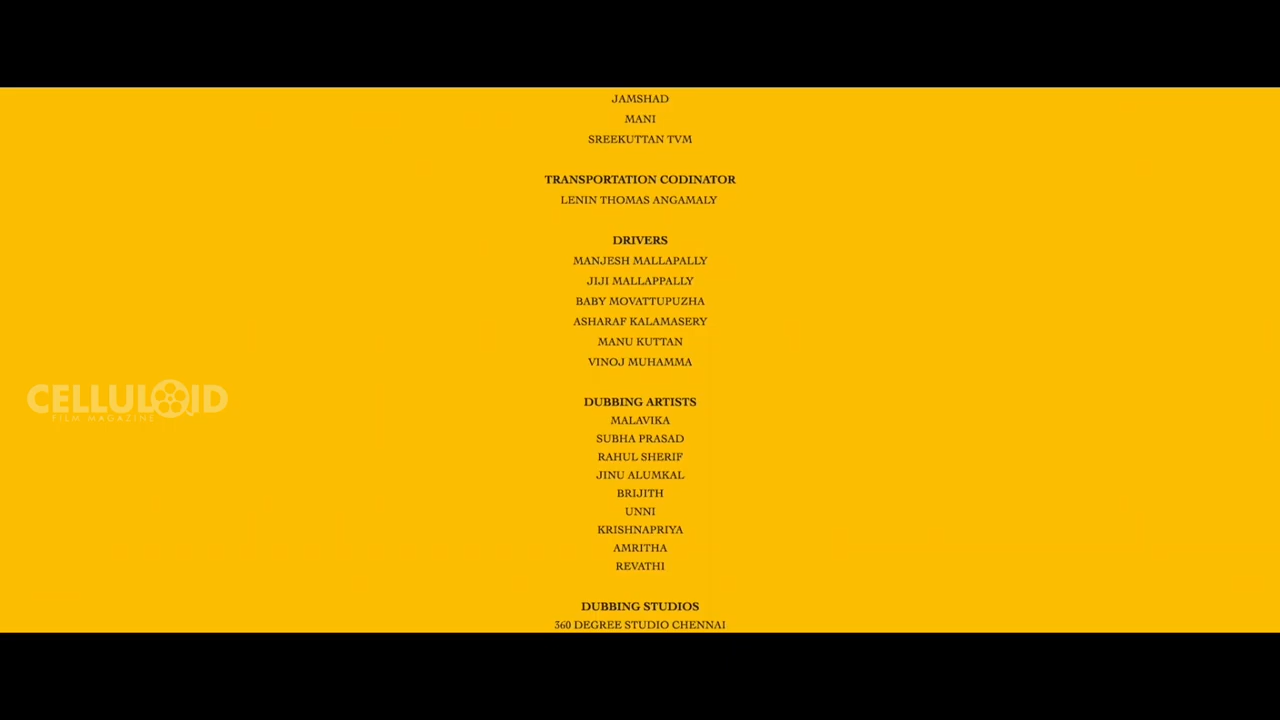 JAMSHAD
MANI
SREEKUTTAN TVM
TRANSPORTATION CODINATOR
LENIN THOMAS ANGAMALY
DRIVERS
MANJESH MALLAPALLY
JIJI MALLAPPALLY
BABY MOVATTUPUZHA
ASHARAF KALAMASERY
MANU KUTTAN
VINOJ MUHAMMA
CELLULOID
FILM MAGAZINE
DUBBING ARTISTS
MALAVIKA
SUBHA PRASAD
RAHUL SHERIF
JINU ALUMKAL
BRIJITH
UNNI
KRISHNAPRIYA
AMRITHA
REVATHI
DUBBING STUDIOS
360 DEGREE STUDIO CHENNAI